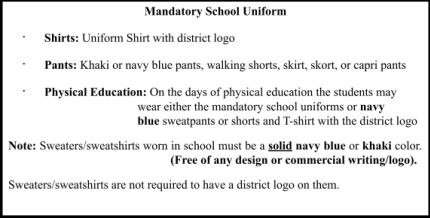 Mandatory School Uniform
· Shirts: Uniform Shirt with district logo
· Pants: Khaki or navy blue pants, walking shorts, skirt, skort, or capri pants
· Physical Education: On the days of physical education the students may
wear either the mandatory school uniforms or navy
blue sweatpants or shorts and T-shirt with the district logo
Note: Sweaters/sweatshirts worn in school must be a solid navy blue or khaki color.
(Free of any design or commercial writing/logo).
Sweaters/sweatshirts are not required to have a district logo on them.